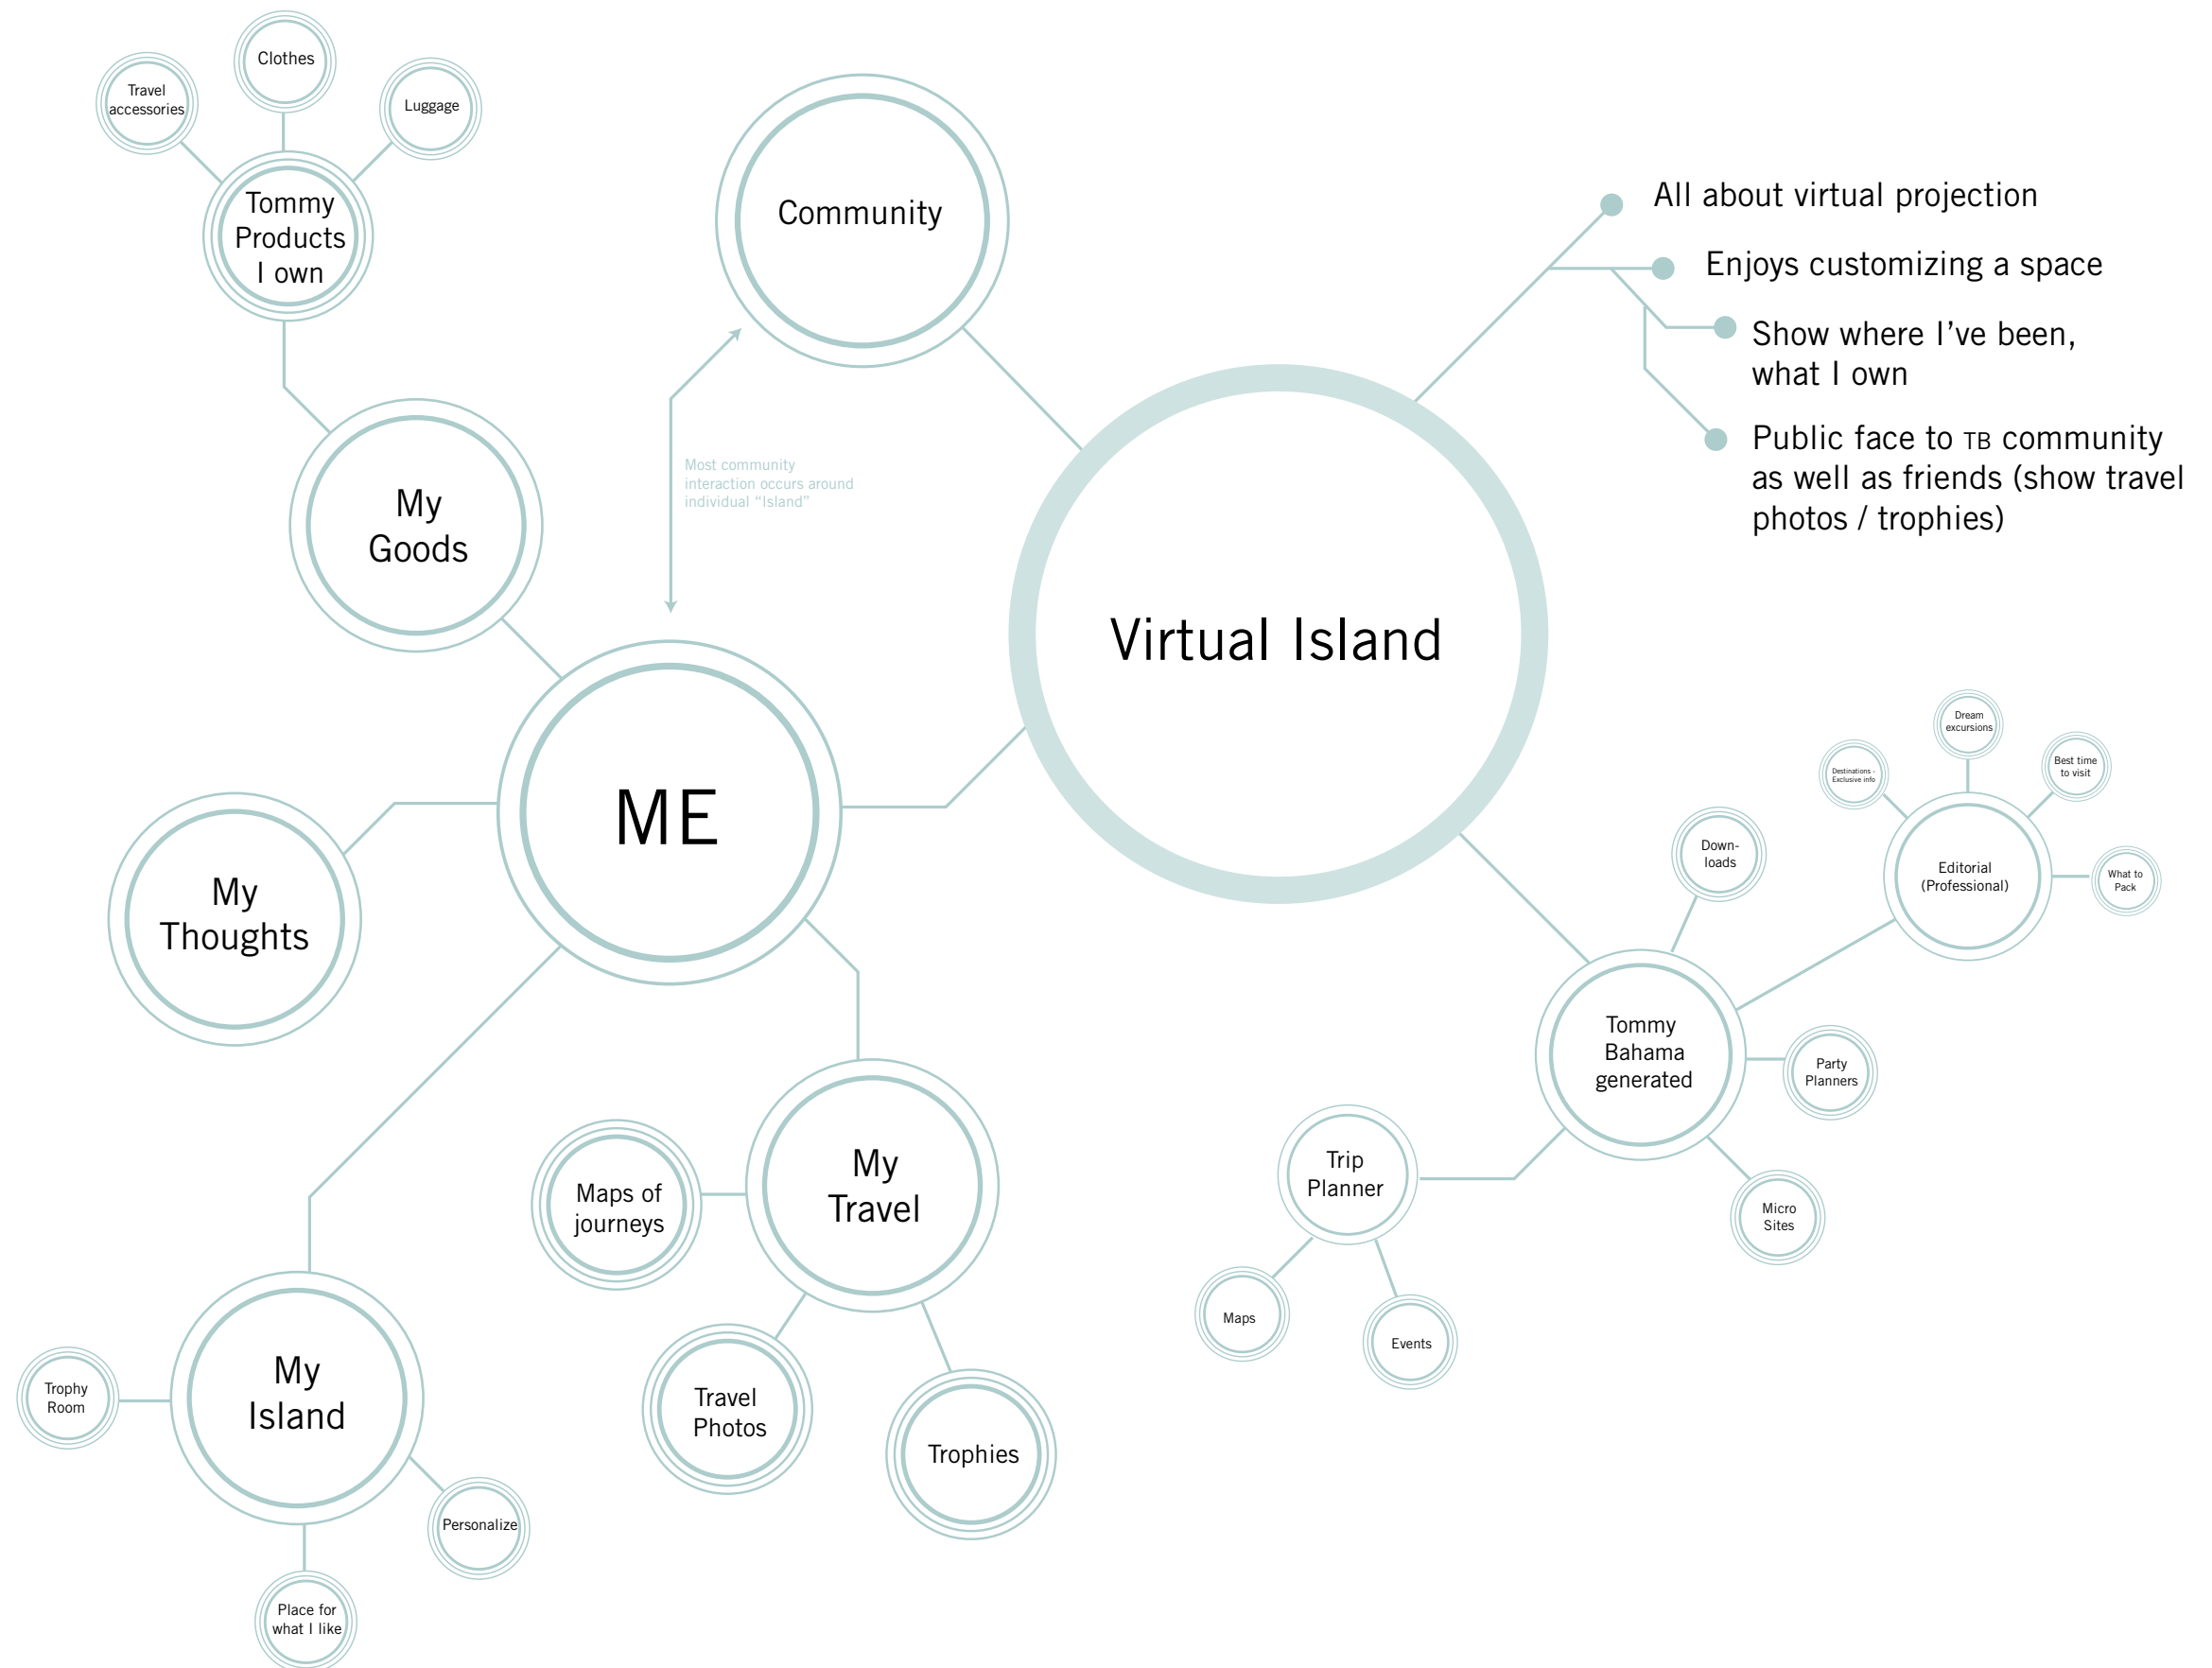 Clothes
Travel
accessories
Luggage
Tommy
Products
I own
Community
All about virtual projection
Enjoys customizing a space
Show where I’ve been,
what I own
Public face to TB community
as well as friends (show travel
photos / trophies)
Most community
interaction occurs around
individual “Island”
My
Goods
Virtual Island
ME
My
Thoughts
Dream
excursions
Destinations -
Exclusive info
Best time
to visit
Down-
loads
Editorial
(Professional)
What to
Pack
Tommy
Bahama
generated
Party
Planners
Trip
Planner
Micro
Sites
Maps
Events
My
Travel
Maps of
journeys
Travel
Photos
Trophies
My
Island
Trophy
Room
Personalize
Place for
what I like